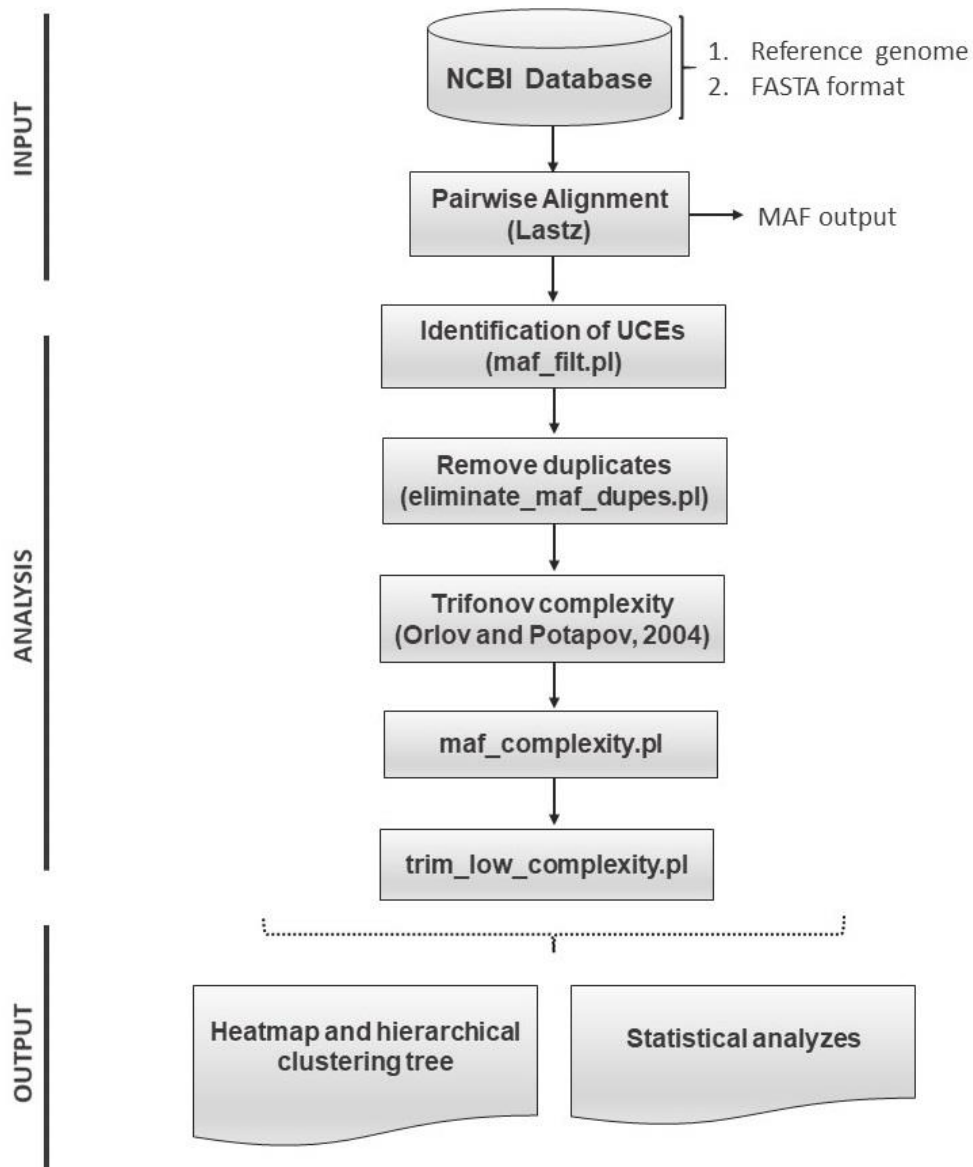 INPUT
NCBI Database
1. Reference genome
2. FASTA format
Pairwise Alignment
(Lastz)
MAF output
ANALYSIS
Identification of UCEs
(maf_filt.pl)
Remove duplicates
(eliminate_maf_dupes.pl)
Trifonov complexity
(Orlov and Potapov, 2004)
maf_complexity.pl
trim_low_complexity.pl
OUTPUT
Heatmap and hierarchical
clustering tree
Statistical analyzes